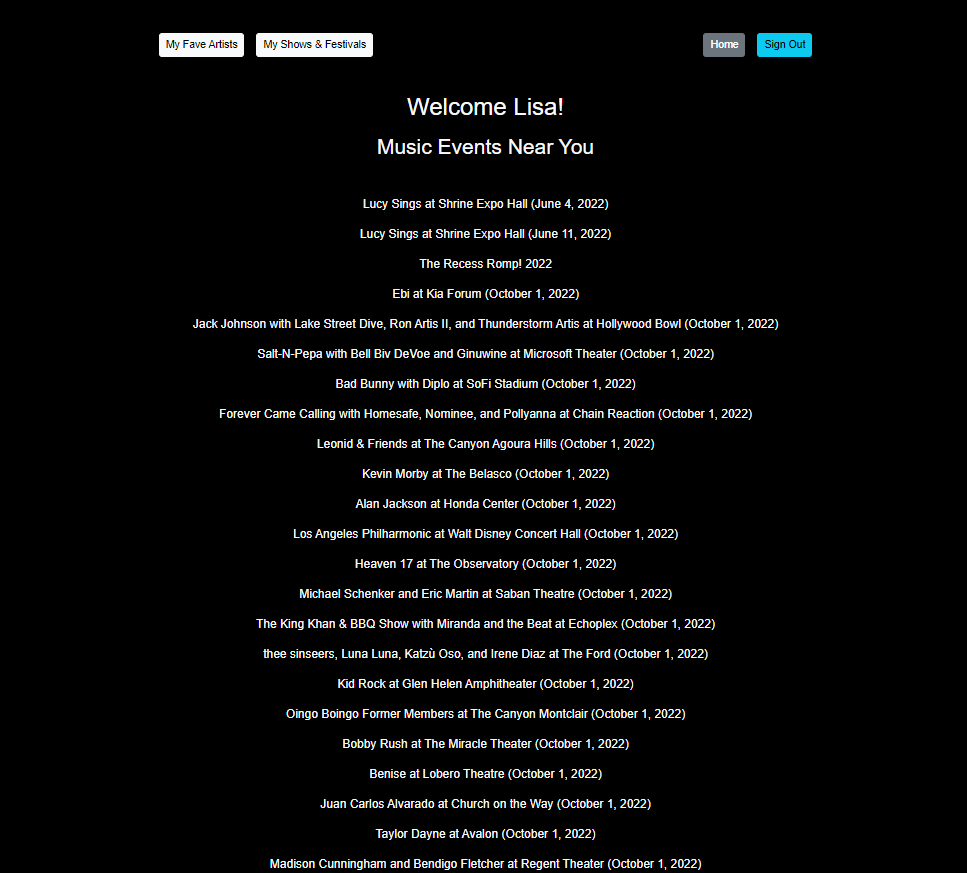 My Fave Artists
My Shows & Festivals
Home
Sign Out
Welcome Lisa!
Music Events Near You
Lucy Sings at Shrine Expo Hall (June 4, 2022)
Lucy Sings at Shrine Expo Hall (June 11, 2022)
The Recess Romp! 2022
Ebi at Kia Forum (October 1, 2022)
Jack Johnson with Lake Street Dive, Ron Artis II, and Thunderstorm Artis at Hollywood Bowl (October 1, 2022)
Salt-N-Pepa with Bell Biv DeVoe and Ginuwine at Microsoft Theater (October 1, 2022)
Bad Bunny with Diplo at SoFi Stadium (October 1, 2022)
Forever Came Calling with Homesafe, Nominee, and Pollyanna at Chain Reaction (October 1, 2022)
Leonid & Friends at The Canyon Agoura Hills (October 1, 2022)
Kevin Morby at The Belasco (October 1, 2022)
Alan Jackson at Honda Center (October 1, 2022)
Los Angeles Philharmonic at Walt Disney Concert Hall (October 1, 2022)
Heaven 17 at The Observatory (October 1, 2022)
Michael Schenker and Eric Martin at Saban Theatre (October 1, 2022)
The King Khan & BBQ Show with Miranda and the Beat at Echoplex (October 1, 2022)
thee sinseers, Luna Luna, Katzù Oso, and Irene Diaz at The Ford (October 1, 2022)
Kid Rock at Glen Helen Amphitheater (October 1, 2022)
Oingo Boingo Former Members at The Canyon Montclair (October 1, 2022)
Bobby Rush at The Miracle Theater (October 1, 2022)
Benise at Lobero Theatre (October 1, 2022)
Juan Carlos Alvarado at Church on the Way (October 1, 2022)
Taylor Dayne at Avalon (October 1, 2022)
Madison Cunningham and Bendigo Fletcher at Regent Theater (October 1, 2022)